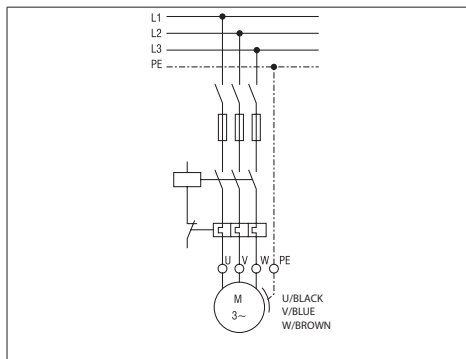 L1
L2
L3
PE
U V W PE
M
3~
U/BLACK
V/BLUE
W/BROWN